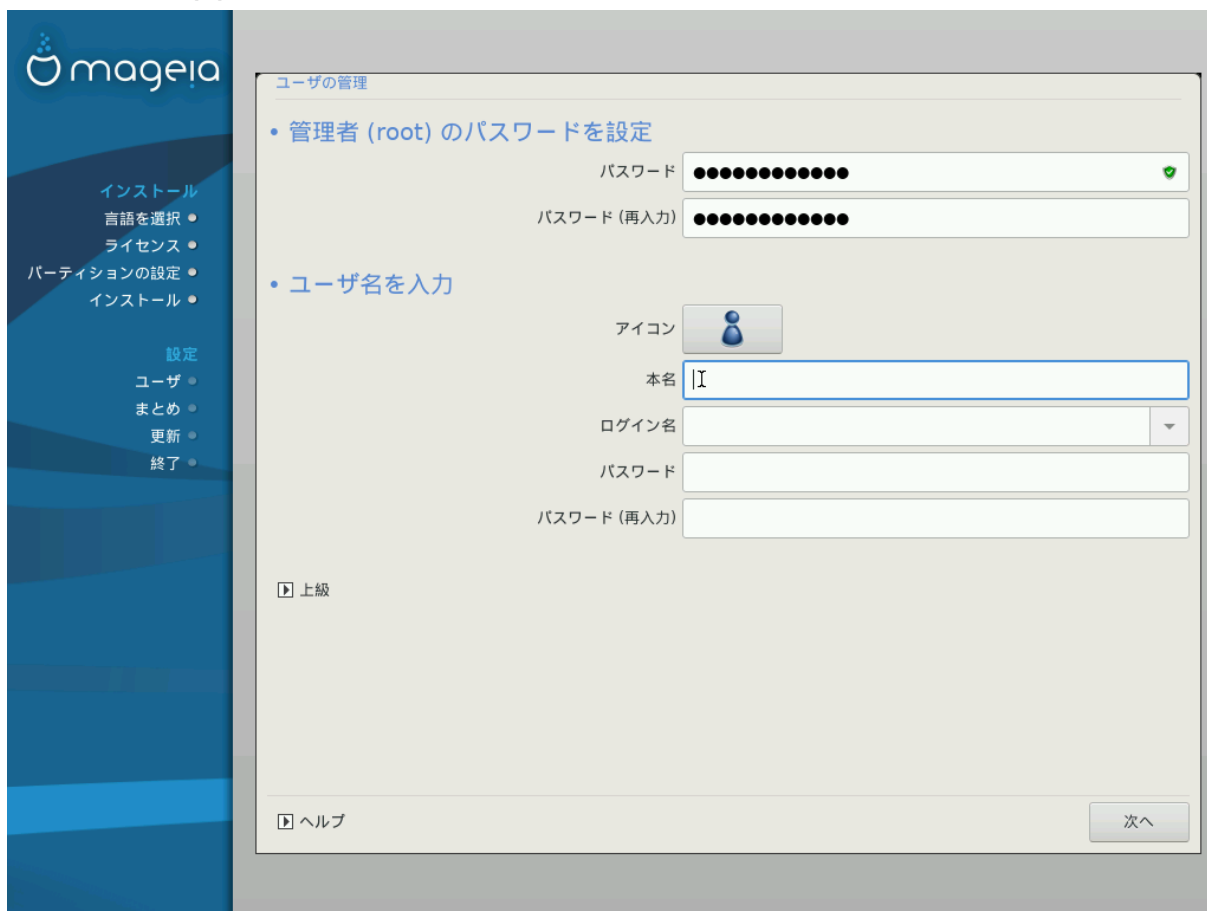 mageia
インストール
言語を選択
ライセンス
パーティションの設定
インストール
設定
ユーザ
まとめ
更新
終了
ユーザの管理
• 管理者 (root) のパスワードを設定
パスワード ●●●●●●●●●●●●
パスワード (再入力) ●●●●●●●●●●●●
• ユーザ名を入力
アイコン
本名
ログイン名
パスワード
パスワード (再入力)
上級
ヘルプ
次へ